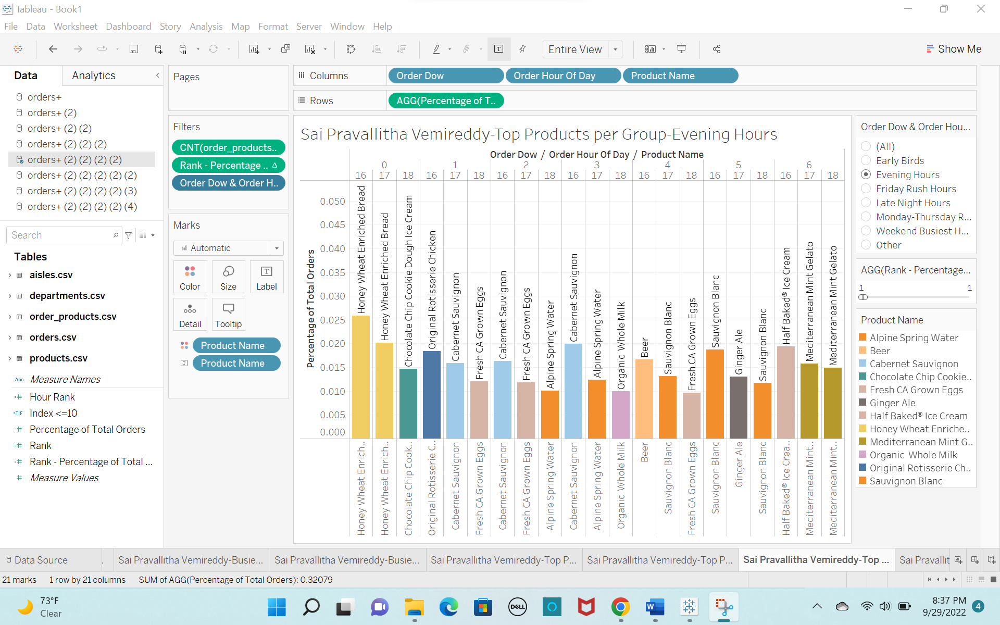 Tableau - Book1
File Data Worksheet Dashboard Story Analysis Map Format Server Window Help
Entire View
Show Me
Data Analytics
orders+
orders+ (2)
orders+ (2) (2)
orders+ (2) (2) (2)
orders+ (2) (2) (2) (2)
orders+ (2) (2) (2) (2) (2)
orders+ (2) (2) (2) (2) (3)
orders+ (2) (2) (2) (2) (4)
Search
Tables
aisles.csv
departments.csv
order_products.csv
orders.csv
products.csv
Abc Measure Names
Hour Rank
=T|F Index <=10
Percentage of Total Orders
Rank
Rank - Percentage of Total ...
Measure Values
Pages
Filters
CNT(order_products..
Rank - Percentage .. Δ
Order Dow & Order H..
Marks
Automatic
Color Size Label
Detail Tooltip
Product Name
Product Name
Columns Order Dow Order Hour Of Day Product Name
Rows AGG(Percentage of T..
Sai Pravallitha Vemireddy-Top Products per Group-Evening Hours
Order Dow / Order Hour Of Day / Product Name
0 1 2 3 4 5 6
16 17 18 16 17 18 16 17 18 16 17 18 16 17 18 16 17 18 16 17 18
Percentage of Total Orders
0.050
0.045
0.040
0.035
0.030
0.025
0.020
0.015
0.010
0.005
0.000
Honey Wheat Enriched Bread
Honey Wheat Enriched Bread
Chocolate Chip Cookie Dough Ice Cream
Original Rotisserie Chicken
Cabernet Sauvignon
Fresh CA Grown Eggs
Cabernet Sauvignon
Fresh CA Grown Eggs
Alpine Spring Water
Cabernet Sauvignon
Alpine Spring Water
Organic  Whole Milk
Beer
Sauvignon Blanc
Fresh CA Grown Eggs
Sauvignon Blanc
Ginger Ale
Sauvignon Blanc
Half Baked® Ice Cream
Mediterranean Mint Gelato
Mediterranean Mint Gelato
Honey Wheat Enrich..
Honey Wheat Enrich..
Chocolate Chip Cook..
Original Rotisserie C..
Cabernet Sauvignon
Fresh CA Grown Eggs
Cabernet Sauvignon
Fresh CA Grown Eggs
Alpine Spring Water
Cabernet Sauvignon
Alpine Spring Water
Organic  Whole Milk
Beer
Sauvignon Blanc
Fresh CA Grown Eggs
Sauvignon Blanc
Ginger Ale
Sauvignon Blanc
Half Baked® Ice Crea..
Mediterranean Mint..
Mediterranean Mint..
Order Dow & Order Hou...
(All)
Early Birds
Evening Hours
Friday Rush Hours
Late Night Hours
Monday-Thursday R...
Weekend Busiest H...
Other
AGG(Rank - Percentage...
1 1
Product Name
Alpine Spring Water
Beer
Cabernet Sauvignon
Chocolate Chip Cookie..
Fresh CA Grown Eggs
Ginger Ale
Half Baked® Ice Cream
Honey Wheat Enriche..
Mediterranean Mint G..
Organic  Whole Milk
Original Rotisserie Ch..
Sauvignon Blanc
Data Source . Sai Pravallitha Vemireddy-Busie... Sai Pravallitha Vemireddy-Busie... Sai Pravallitha Vemireddy-Top P... Sai Pravallitha Vemireddy-Top P... Sai Pravallitha Vemireddy-Top ... Sai Pravallit
21 marks 1 row by 21 columns SUM of AGG(Percentage of Total Orders): 0.32079
73°F
Clear
DELL
W
8:37 PM
9/29/2022
4